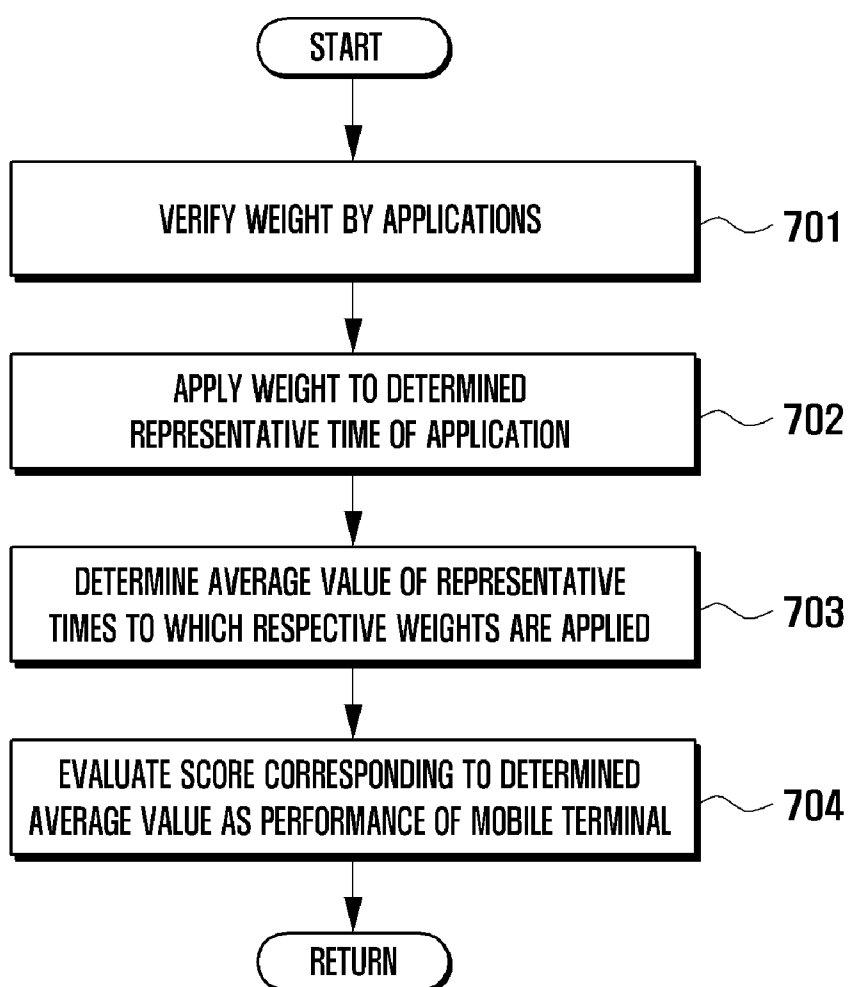 START
VERIFY WEIGHT BY APPLICATIONS
701
APPLY WEIGHT TO DETERMINED
REPRESENTATIVE TIME OF APPLICATION
702
DETERMINE AVERAGE VALUE OF REPRESENTATIVE
TIMES TO WHICH RESPECTIVE WEIGHTS ARE APPLIED
703
EVALUATE SCORE CORRESPONDING TO DETERMINED
AVERAGE VALUE AS PERFORMANCE OF MOBILE TERMINAL
704
RETURN